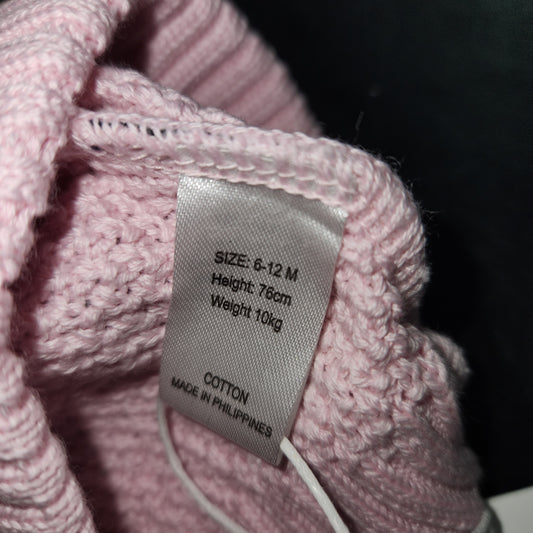 SIZE: 6-12 M
Height: 76cm
Weight 10kg
COTTON
MADE IN PHILIPPINES